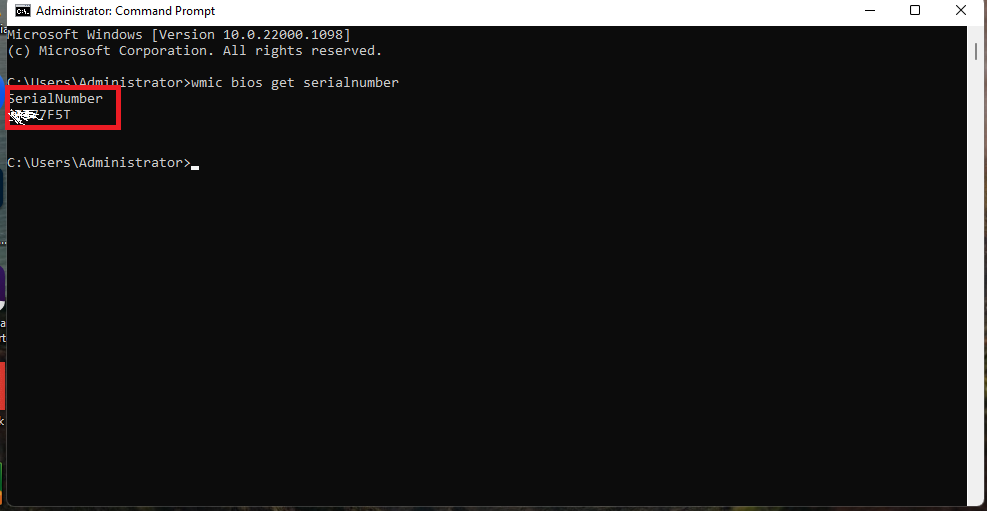 Administrator: Command Prompt
Microsoft Windows [Version 10.0.22000.1098]
(c) Microsoft Corporation. All rights reserved.
C:\Users\Administrator>wmic bios get serialnumber
SerialNumber
7F5T
C:\Users\Administrator>